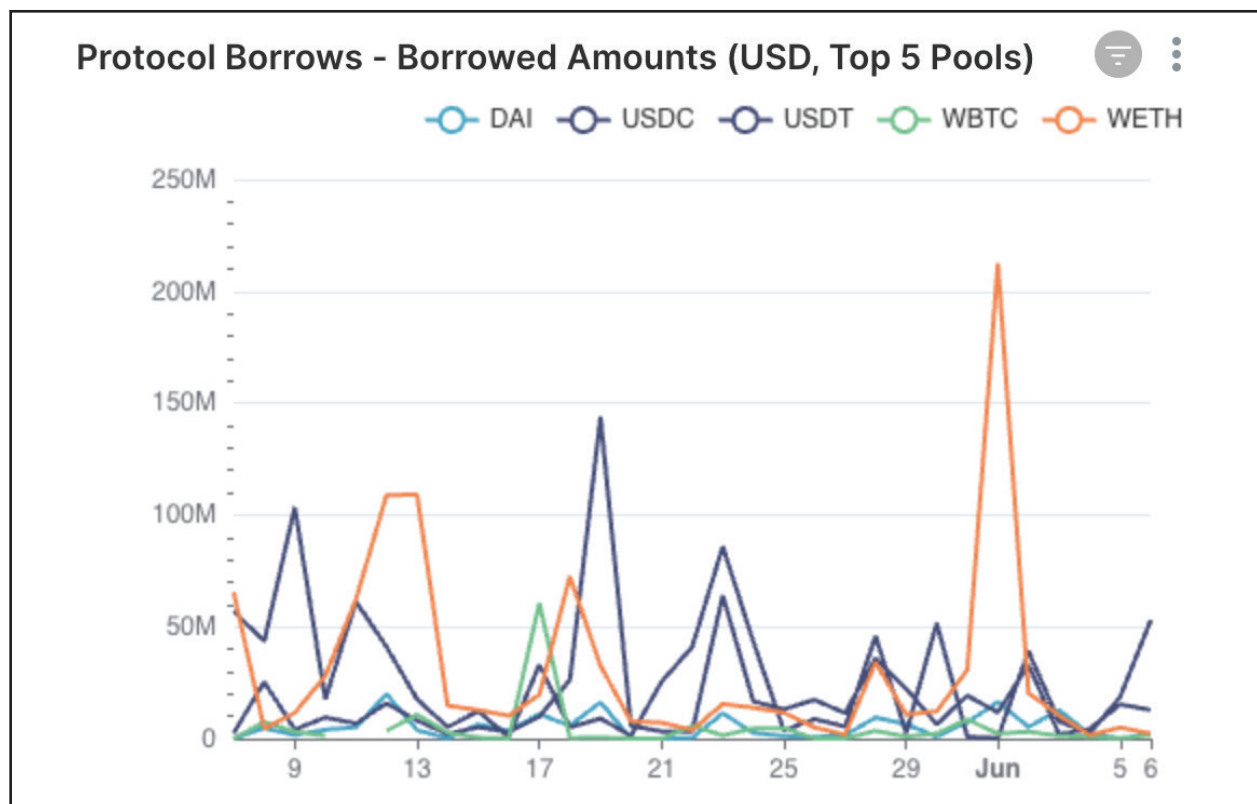 Protocol Borrows - Borrowed Amounts (USD, Top 5 Pools)
DAI USDC USDT WBTC WETH
250M
200M
150M
100M
50M
0
9 13 17 21 25 29 Jun 5 6